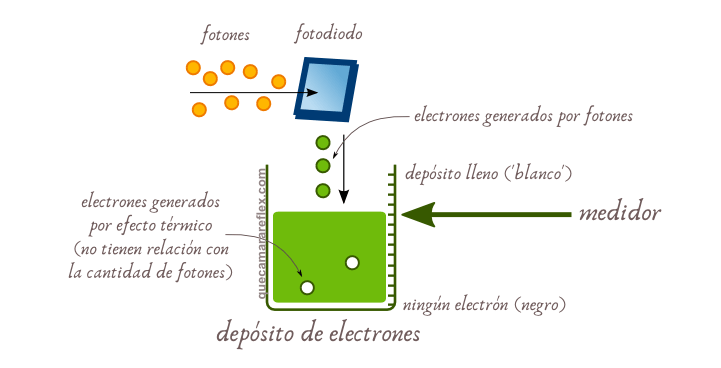 fotones
fotodiodo
electrones generados por fotones
depósito lleno ('blanco')
electrones generados
por efecto térmico
(no tienen relación con
la cantidad de fotones)
medidor
quecamarareflex.com
ningún electrón (negro)
depósito de electrones